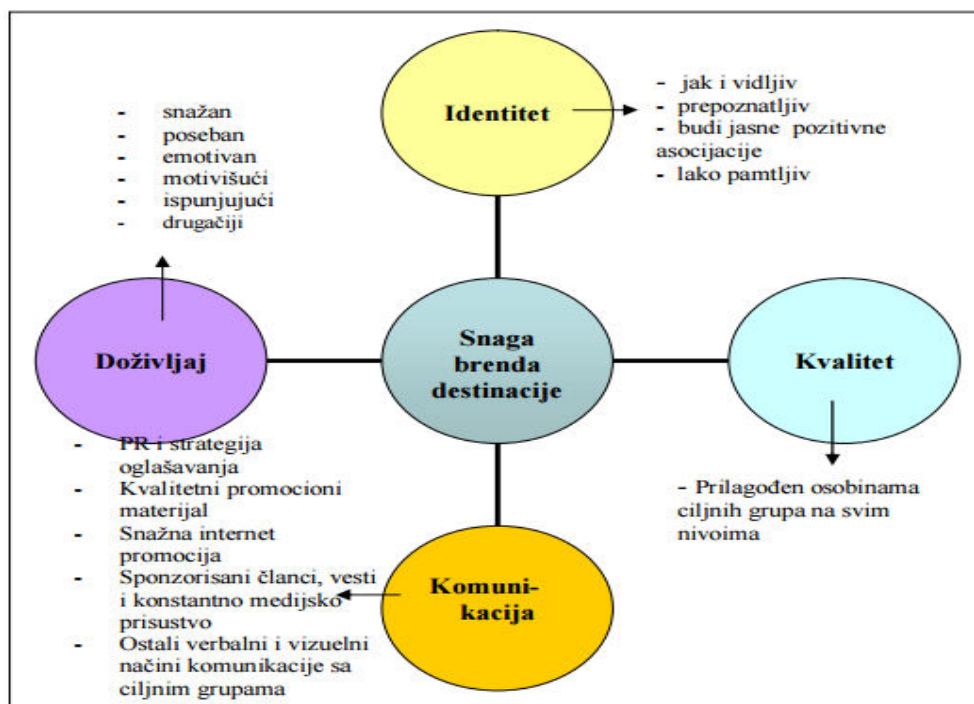 Identitet
- jak i vidljiv
- prepoznatljiv
- budi jasne pozitivne
asocijacije
- lako pamtljiv
- snažan
- poseban
- emotivan
- motivišući
- ispunjujući
- drugačiji
Doživljaj
Snaga
brenda
destinacije
Kvalitet
- PR i strategija
oglašavanja
- Kvalitetni promocioni
materijal
- Snažna internet
promocija
- Sponzorisani članci, vesti
i konstantno medijsko
prisustvo
- Ostali verbalni i vizuelni
načini komunikacije sa
ciljnim grupama
Komuni-
kacija
- Prilagođen osobinama
ciljnih grupa na svim
nivoima